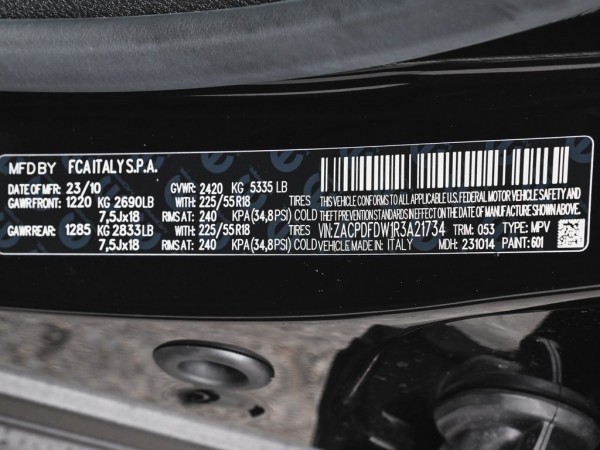 MFD BY FCA ITALY S.P.A.
DATE OF MFR: 23/10 GVWR: 2420 KG 5335 LB
GAWR FRONT: 1220 KG 2690LB WITH 225/55R18 TIRES
7,5Jx18 RIMS AT: 240 KPA (34,8PSI) COLD
GAWR REAR: 1285 KG 2833LB WITH 225/55R18 TIRES
7,5Jx18 RIMS AT: 240 KPA (34,8PSI) COLD
THIS VEHICLE CONFORMS TO ALL APPLICABLE U.S. FEDERAL MOTOR VEHICLE SAFETY AND
THEFT PREVENTION STANDARDS IN EFFECT ON THE DATE OF MANUFACTURE SHOWN ABOVE.
VIN: ZACPDFDW1R3A21734 TRIM: 053 TYPE: MPV
MADE IN: ITALY MDH: 231014 PAINT: 601